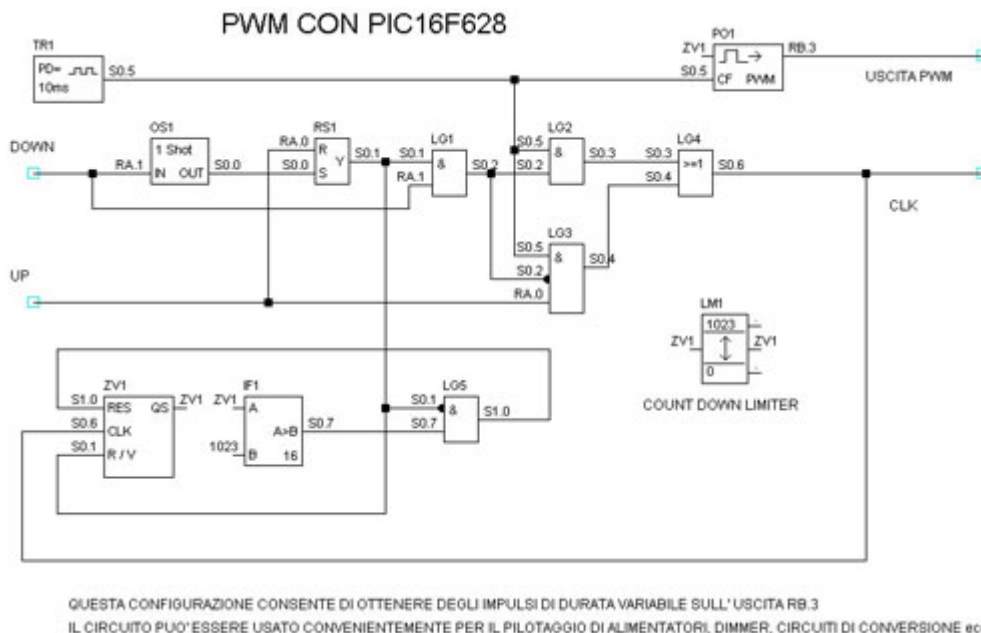 PWM CON PIC16F628
TR1
PD=
10ms
S0.5
PO1
ZV1
S0.5
CF PWM
RB.3
USCITA PWM
DOWN
OS1
1 Shot
RA.1
IN OUT
S0.0
RS1
RA.0
R
S0.0
S
Y
S0.1
LG1
S0.1
&
RA.1
S0.2
LG2
S0.5
&
S0.2
S0.3
LG4
S0.3
>=1
S0.4
S0.6
CLK
LG3
S0.5
&
S0.2
RA.0
S0.4
UP
LM1
1023
ZV1
ZV1
0
COUNT DOWN LIMITER
ZV1
S1.0
RES
QS
ZV1
S0.6
CLK
S0.1
R / V
IF1
ZV1
A
A>B
S0.7
1023
B
16
LG5
S0.1
&
S0.7
S1.0
QUESTA CONFIGURAZIONE CONSENTE DI OTTENERE DEGLI IMPULSI DI DURATA VARIABILE SULL' USCITA RB.3
IL CIRCUITO PUO' ESSERE USATO CONVENIENTEMENTE PER IL PILOTAGGIO DI ALIMENTATORI, DIMMER, CIRCUITI DI CONVERSIONE ec